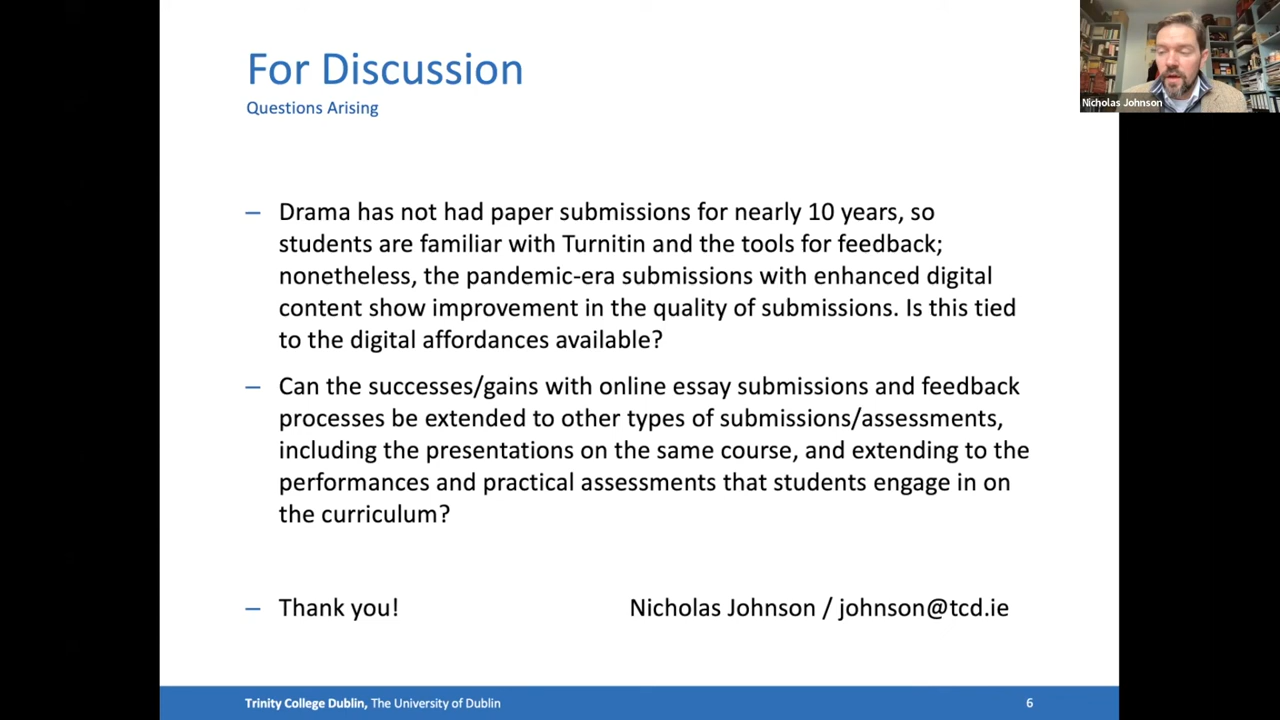 For Discussion
Questions Arising
Nicholas Johnson
– Drama has not had paper submissions for nearly 10 years, so
students are familiar with Turnitin and the tools for feedback;
nonetheless, the pandemic-era submissions with enhanced digital
content show improvement in the quality of submissions. Is this tied
to the digital affordances available?
– Can the successes/gains with online essay submissions and feedback
processes be extended to other types of submissions/assessments,
including the presentations on the same course, and extending to the
performances and practical assessments that students engage in on
the curriculum?
– Thank you! Nicholas Johnson / johnson@tcd.ie
Trinity College Dublin, The University of Dublin 6